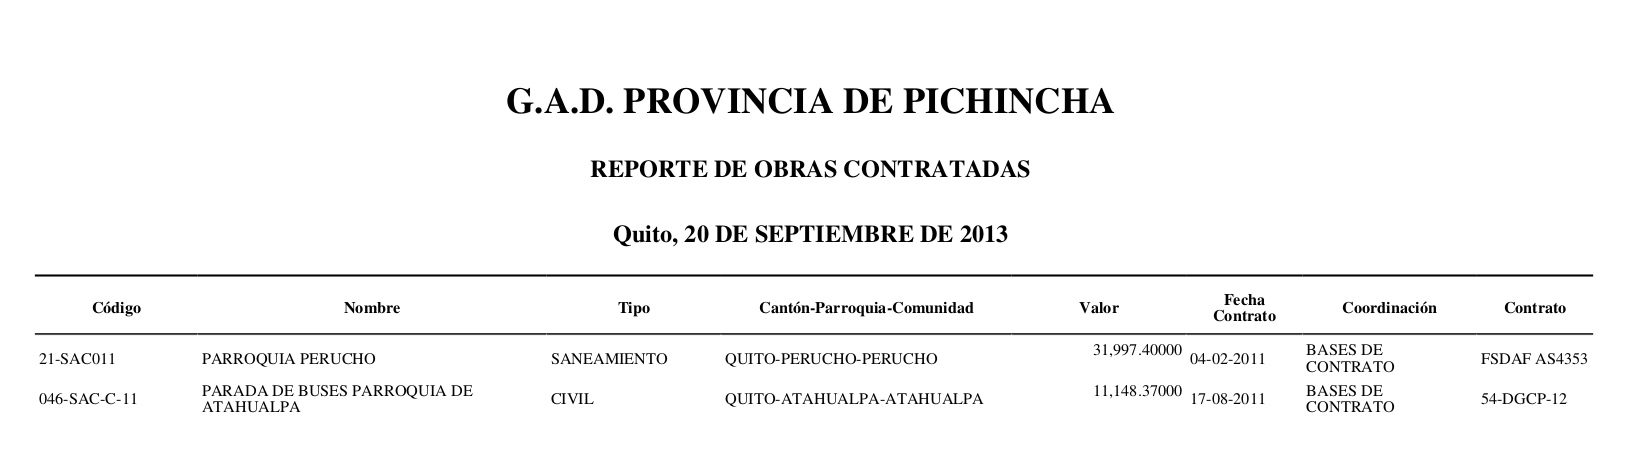 G.A.D. PROVINCIA DE PICHINCHA
REPORTE DE OBRAS CONTRATADAS
Quito, 20 DE SEPTIEMBRE DE 2013
Código Nombre Tipo Cantón-Parroquia-Comunidad Valor Fecha Contrato Coordinación Contrato
21-SAC011 PARROQUIA PERUCHO SANEAMIENTO QUITO-PERUCHO-PERUCHO 31,997.40000 04-02-2011 BASES DE CONTRATO FSDAF AS4353
046-SAC-C-11 PARADA DE BUSES PARROQUIA DE ATAHUALPA CIVIL QUITO-ATAHUALPA-ATAHUALPA 11,148.37000 17-08-2011 BASES DE CONTRATO 54-DGCP-12